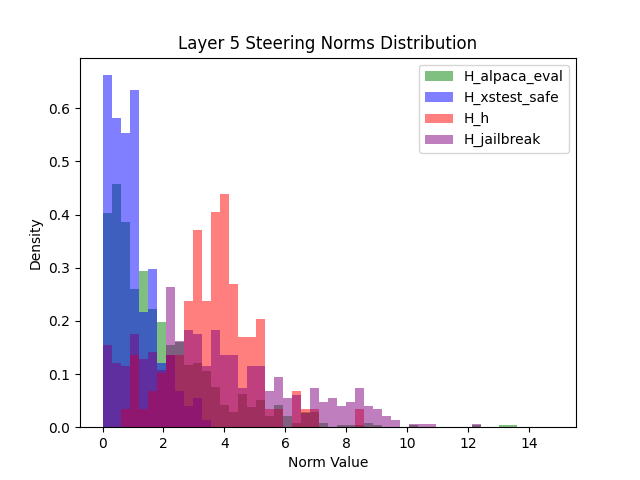 Layer 5 Steering Norms Distribution
H_alpaca_eval
H_xstest_safe
H_h
H_jailbreak
Density
0.6
0.5
0.4
0.3
0.2
0.1
0.0
0 2 4 6 8 10 12 14
Norm Value